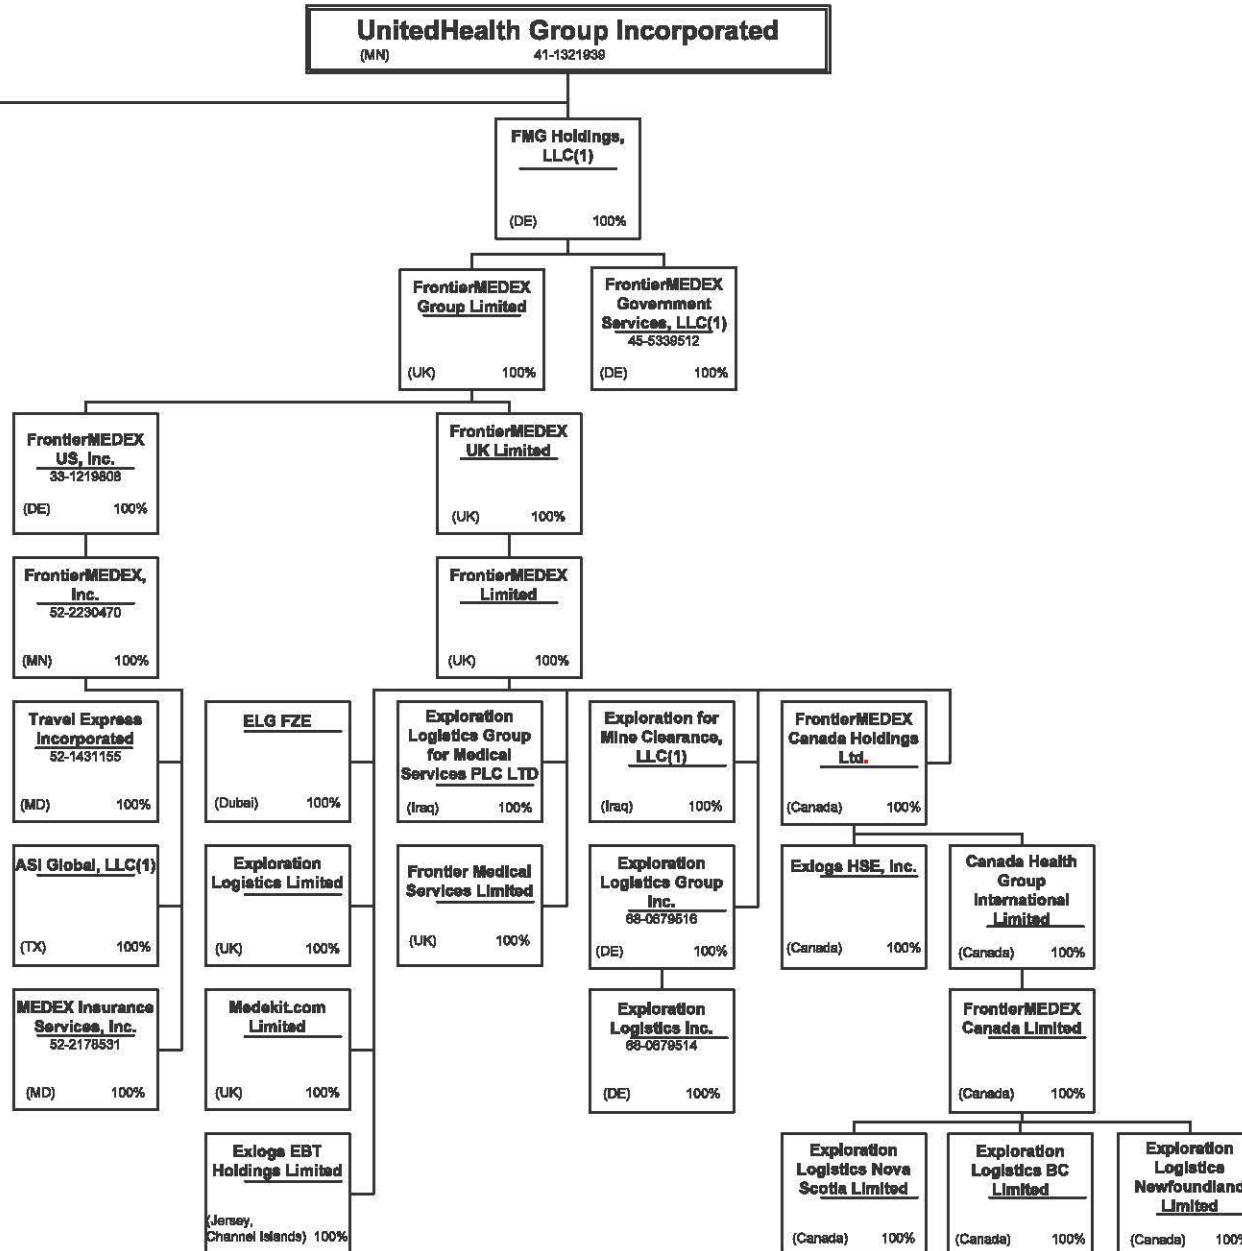 UnitedHealth Group Incorporated
(MN) 41-1321939
FMG Holdings,
LLC(1)
(DE) 100%
FrontierMEDEX
Group Limited
(UK) 100%
FrontierMEDEX
Government
Services, LLC(1)
45-5339512
(DE) 100%
FrontierMEDEX
US, Inc.
33-1219808
(DE) 100%
FrontierMEDEX
UK Limited
(UK) 100%
FrontierMEDEX,
Inc.
52-2230470
(MN) 100%
FrontierMEDEX
Limited
(UK) 100%
Travel Express
Incorporated
52-1431155
(MD) 100%
ELG FZE
(Dubai) 100%
Exploration
Logistics Group
for Medical
Services PLC LTD
(Iraq) 100%
Exploration for
Mine Clearance,
LLC(1)
(Iraq) 100%
FrontierMEDEX
Canada Holdings
Ltd.
(Canada) 100%
ASI Global, LLC(1)
(TX) 100%
Exploration
Logistics Limited
(UK) 100%
Frontier Medical
Services Limited
(UK) 100%
Exploration
Logistics Group
Inc.
68-0679516
(DE) 100%
Exlogs HSE, Inc.
(Canada) 100%
Canada Health
Group
International
Limited
(Canada) 100%
MEDEX Insurance
Services, Inc.
52-2178531
(MD) 100%
Medekit.com
Limited
(UK) 100%
Exploration
Logistics Inc.
68-0679514
(DE) 100%
FrontierMEDEX
Canada Limited
(Canada) 100%
Exlogs EBT
Holdings Limited
(Jersey,
Channel Islands) 100%
Exploration
Logistics Nova
Scotia Limited
(Canada) 100%
Exploration
Logistics BC
Limited
(Canada) 100%
Exploration
Logistics
Newfoundland
Limited
(Canada) 100%